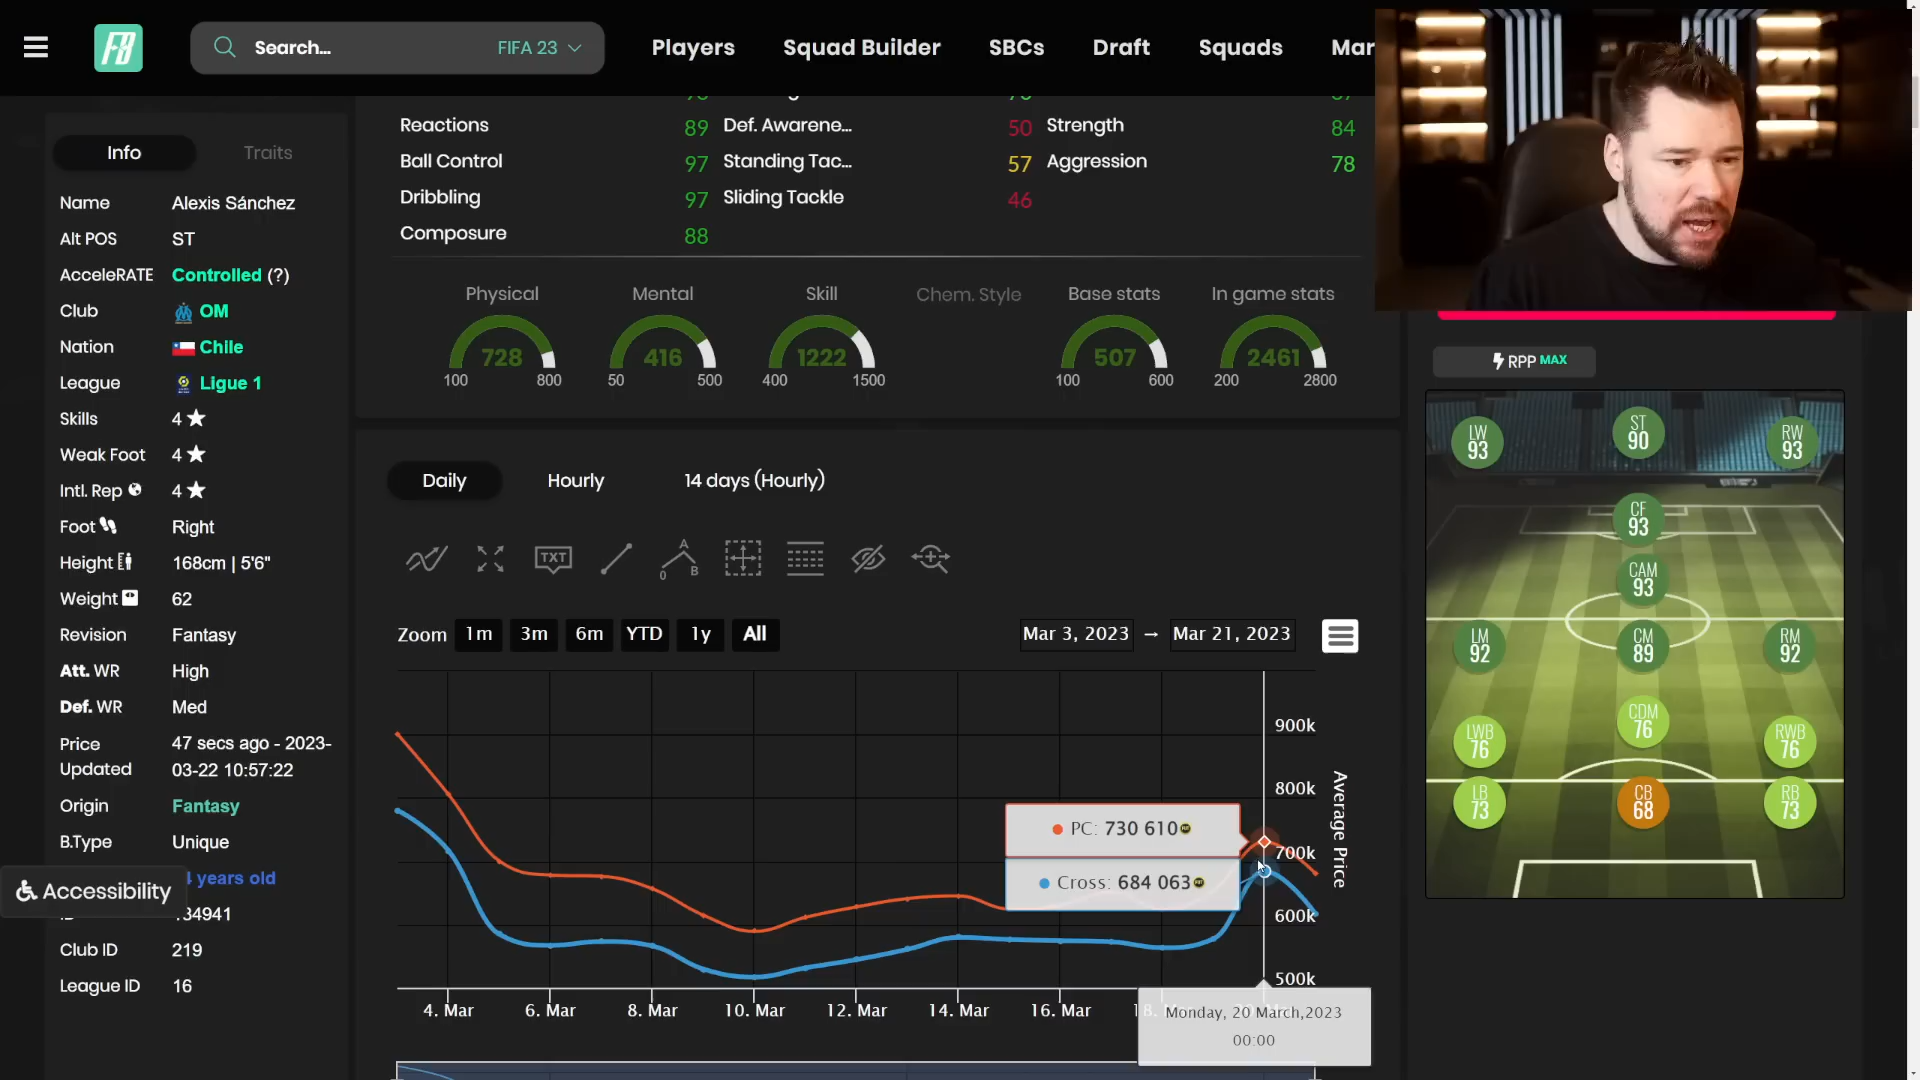 Search...
FIFA 23
Players
Squad Builder
SBCs
Draft
Squads
Mar
Info
Traits
Name Alexis Sánchez
Alt POS ST
AcceleRATE Controlled (?)
Club OM
Nation Chile
League Ligue 1
Skills 4
Weak Foot 4
Intl. Rep 4
Foot Right
Height 168cm | 5'6"
Weight 62
Revision Fantasy
Att. WR High
Def. WR Med
Price Updated 47 secs ago - 2023-03-22 10:57:22
Origin Fantasy
B.Type Unique
years old
Accessibility
Club ID 219
League ID 16
Reactions 89
Def. Awarene... 50
Strength 84
Ball Control 97
Standing Tac... 57
Aggression 78
Dribbling 97
Sliding Tackle 46
Composure 88
Physical
728
100 800
Mental
416
50 500
Skill
1222
400 1500
Chem. Style
Base stats
507
100 600
In game stats
2461
200 2800
Daily
Hourly
14 days (Hourly)
TXT
A
0 B
Zoom 1m 3m 6m YTD 1y All
Mar 3, 2023 → Mar 21, 2023
900k
800k
700k
600k
500k
Average Price
PC: 730 610
Cross: 684 063
4. Mar 6. Mar 8. Mar 10. Mar 12. Mar 14. Mar 16. Mar
Monday, 20 March,2023
00:00
RPP MAX
LW 93
ST 90
RW 93
CF 93
CAM 93
LM 92
CM 89
RM 92
CDM 76
LWB 76
RWB 76
LB 73
CB 68
RB 73